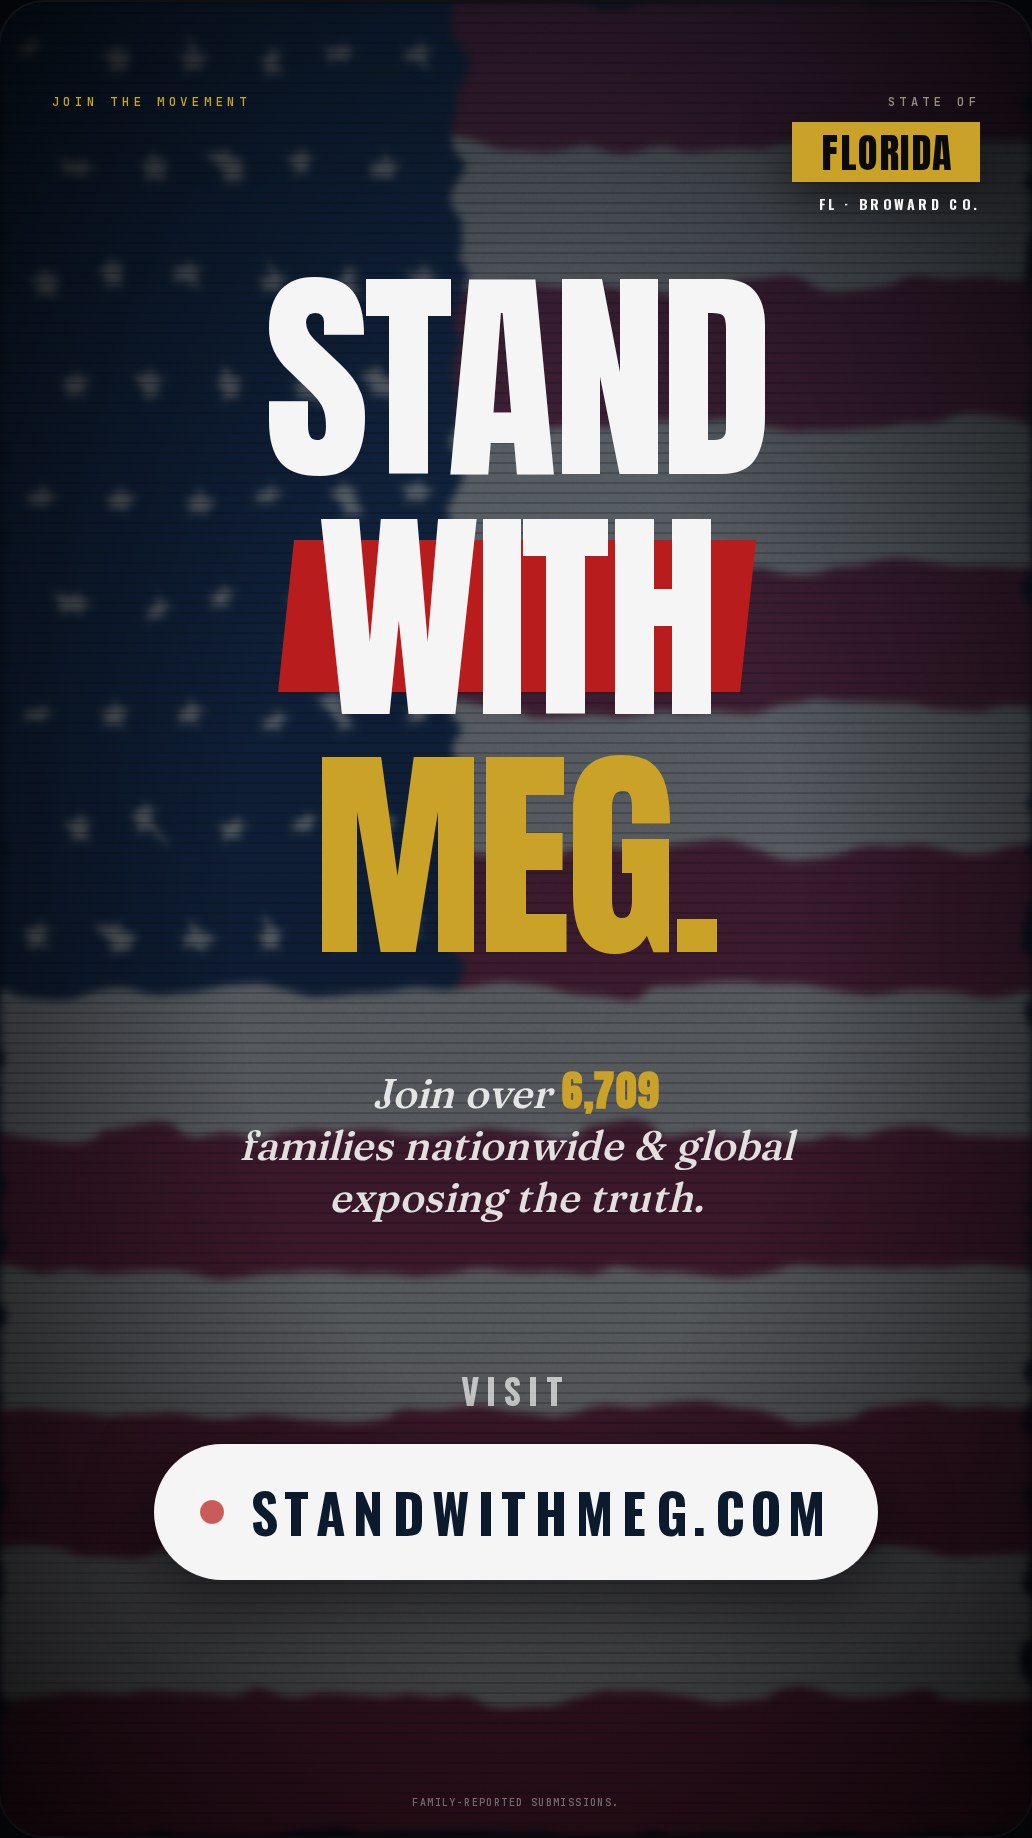 JOIN THE MOVEMENT
STATE OF
FLORIDA
FL · BROWARD CO.
STAND
WITH
MEG.
Join over 6,709
families nationwide & global
exposing the truth.
VISIT
STANDWITHMEG.COM
FAMILY-REPORTED SUBMISSIONS.